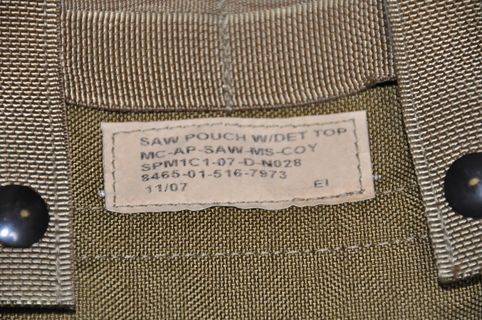 SAW POUCH W/DET TOP
MC-AP-SAW-MS-COY
SPM1C1-07-D-N028
8465-01-516-7973
11/07 EI